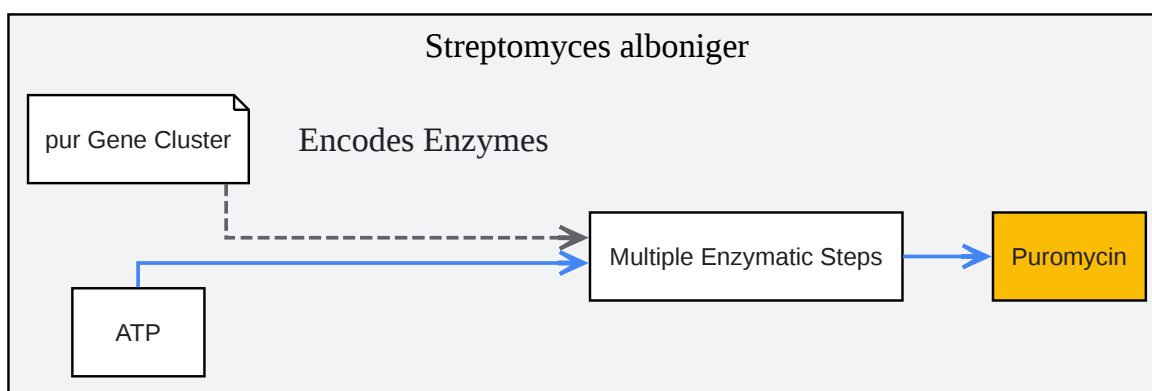 Streptomyces alboniger
pur Gene Cluster
Encodes Enzymes
Multiple Enzymatic Steps
Puromycin
ATP